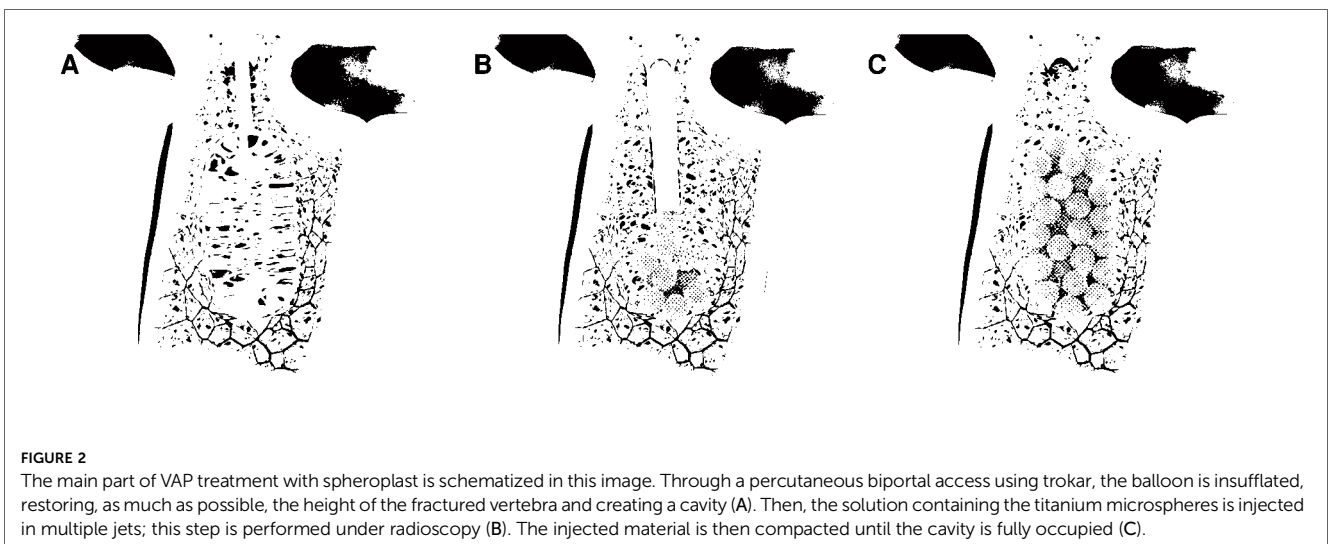 A
B
C
FIGURE 2
The main part of VAP treatment with spheroplast is schematized in this image. Through a percutaneous biportal access using trokar, the balloon is insufflated,
restoring, as much as possible, the height of the fractured vertebra and creating a cavity (A). Then, the solution containing the titanium microspheres is injected
in multiple jets; this step is performed under radioscopy (B). The injected material is then compacted until the cavity is fully occupied (C).